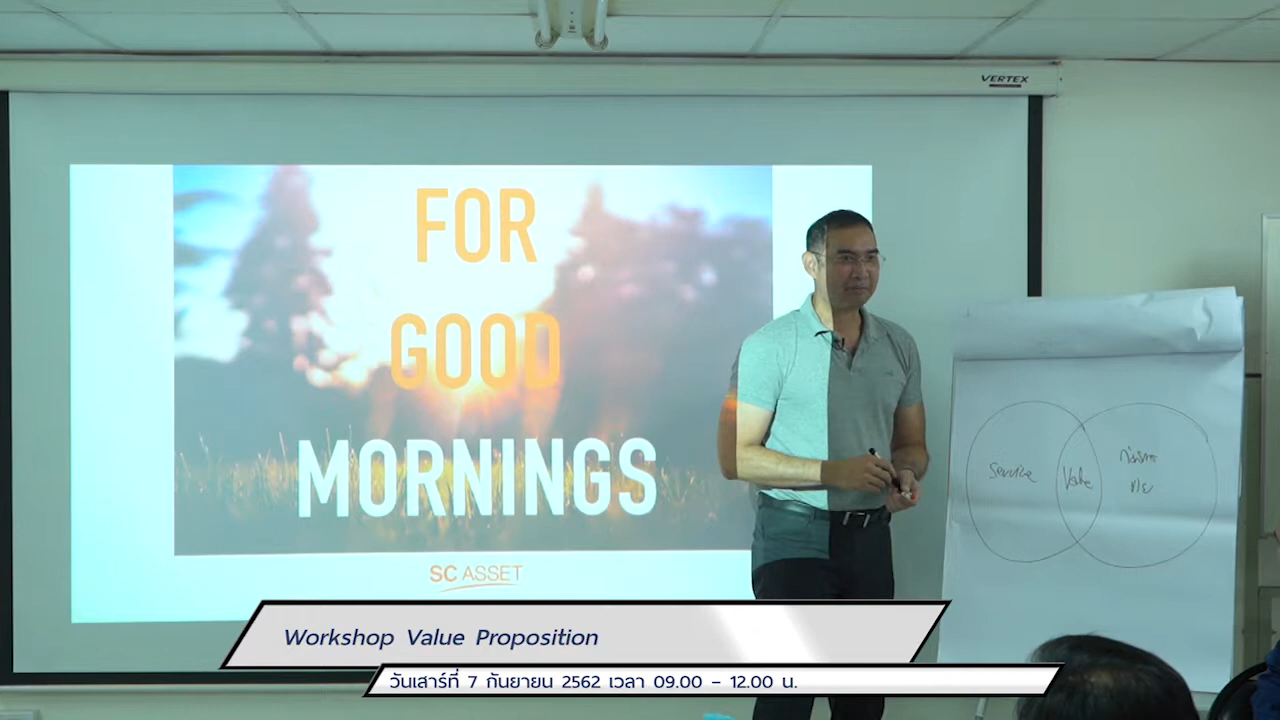 VERTEX
FOR
GOOD
MORNINGS
SC ASSET
Service
Value
Workshop Value Proposition
วันเสาร์ที่ 7 กันยายน 2562 เวลา 09.00 - 12.00 น.